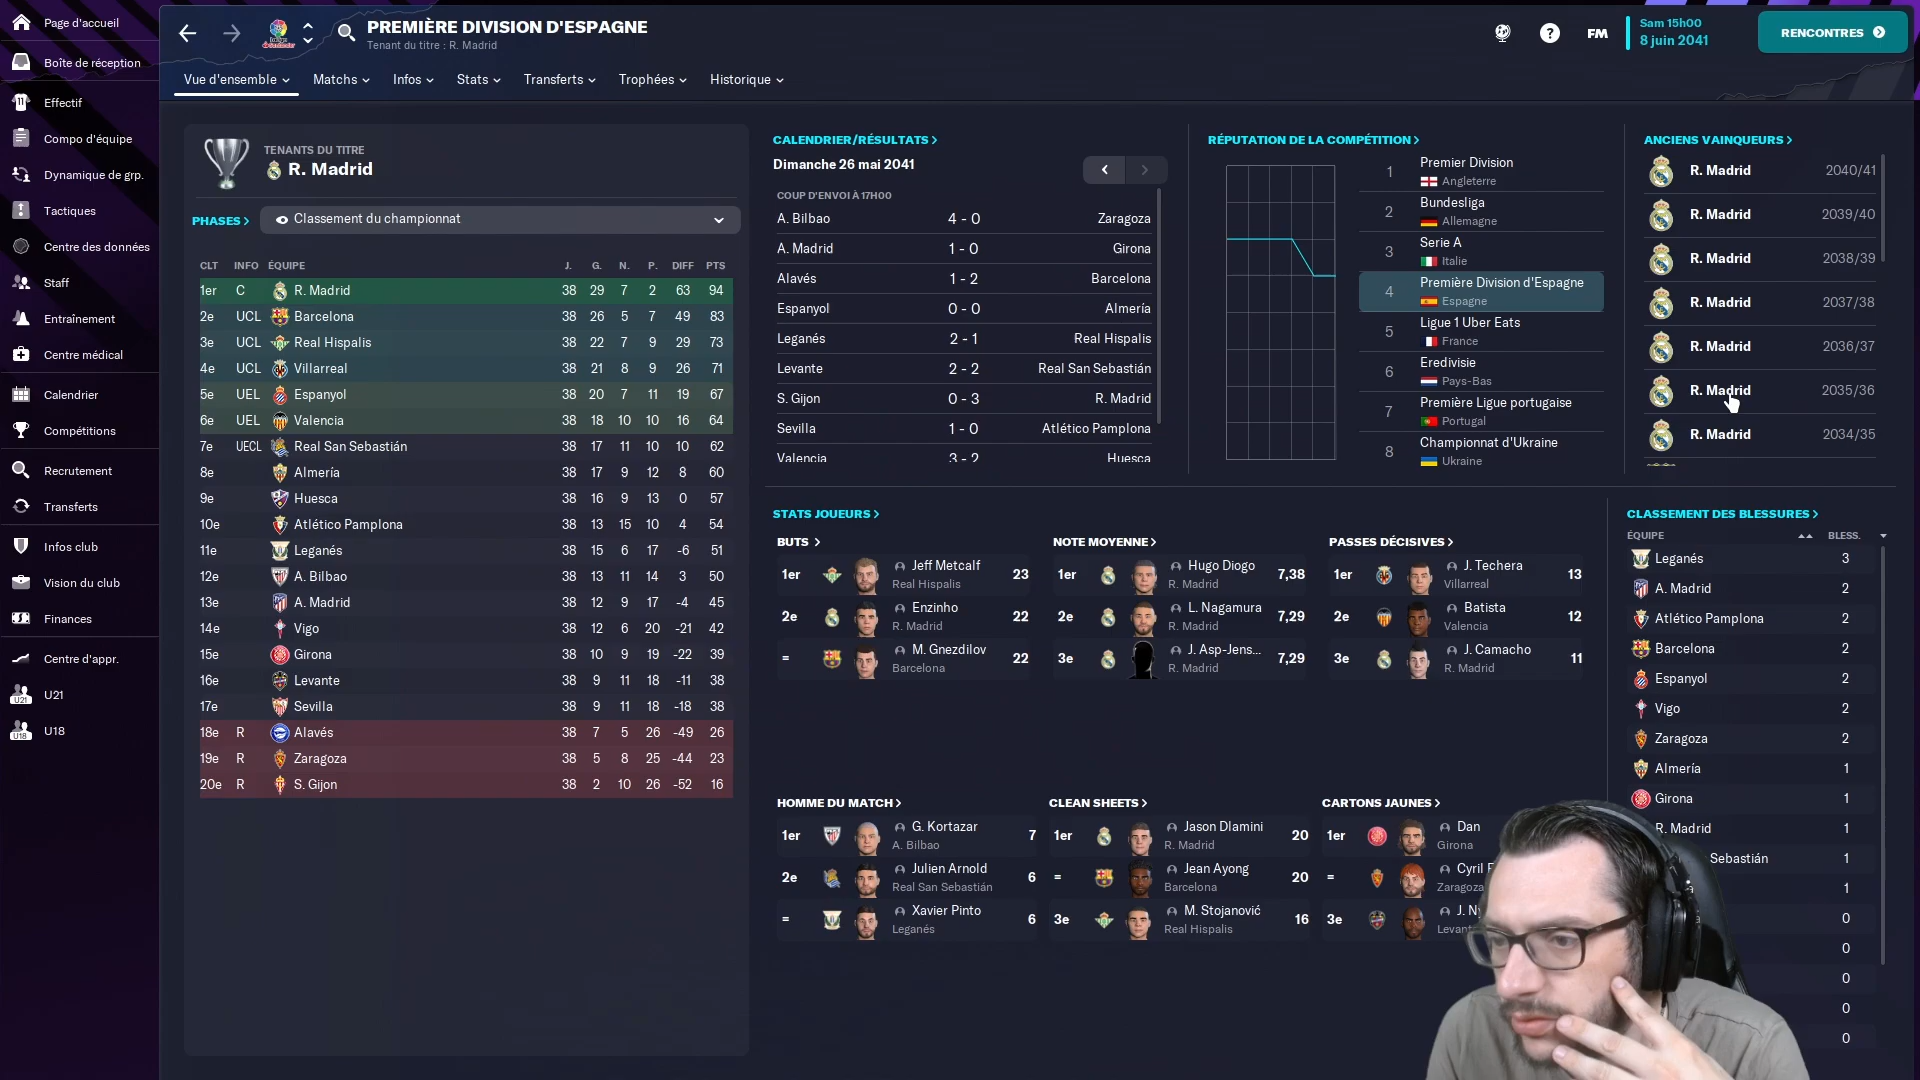 Page d'accueil
Boîte de réception
Effectif
Compo d'équipe
Dynamique de grp.
Tactiques
Centre des données
Staff
Entraînement
Centre médical
Calendrier
Compétitions
Recrutement
Transferts
Infos club
Vision du club
Finances
Centre d'appr.
U21
U18
PREMIÈRE DIVISION D'ESPAGNE
Tenant du titre : R. Madrid
FM
Sam 15h00
8 juin 2041
RENCONTRES
Vue d'ensemble Matchs Infos Stats Transferts Trophées Historique
TENANTS DU TITRE
R. Madrid
PHASES > Classement du championnat
CLT INFO ÉQUIPE J. G. N. P. DIFF PTS
1er C R. Madrid 38 29 7 2 63 94
2e UCL Barcelona 38 26 5 7 49 83
3e UCL Real Hispalis 38 22 7 9 29 73
4e UCL Villarreal 38 21 8 9 26 71
5e UEL Espanyol 38 20 7 11 19 67
6e UEL Valencia 38 18 10 10 16 64
7e UECL Real San Sebastián 38 17 11 10 10 62
8e Almería 38 17 9 12 8 60
9e Huesca 38 16 9 13 0 57
10e Atlético Pamplona 38 13 15 10 4 54
11e Leganés 38 15 6 17 -6 51
12e A. Bilbao 38 13 11 14 3 50
13e A. Madrid 38 12 9 17 -4 45
14e Vigo 38 12 6 20 -21 42
15e Girona 38 10 9 19 -22 39
16e Levante 38 9 11 18 -11 38
17e Sevilla 38 9 11 18 -18 38
18e R Alavés 38 7 5 26 -49 26
19e R Zaragoza 38 5 8 25 -44 23
20e R S. Gijon 38 2 10 26 -52 16
CALENDRIER/RÉSULTATS >
Dimanche 26 mai 2041
COUP D'ENVOI À 17H00
A. Bilbao 4 - 0 Zaragoza
A. Madrid 1 - 0 Girona
Alavés 1 - 2 Barcelona
Espanyol 0 - 0 Almería
Leganés 2 - 1 Real Hispalis
Levante 2 - 2 Real San Sebastián
S. Gijon 0 - 3 R. Madrid
Sevilla 1 - 0 Atlético Pamplona
Valencia 3 - 2 Huesca
RÉPUTATION DE LA COMPÉTITION >
1 Premier Division
Angleterre
2 Bundesliga
Allemagne
3 Serie A
Italie
4 Première Division d'Espagne
Espagne
5 Ligue 1 Uber Eats
France
6 Eredivisie
Pays-Bas
7 Première Ligue portugaise
Portugal
8 Championnat d'Ukraine
Ukraine
ANCIENS VAINQUEURS >
R. Madrid 2040/41
R. Madrid 2039/40
R. Madrid 2038/39
R. Madrid 2037/38
R. Madrid 2036/37
R. Madrid 2035/36
R. Madrid 2034/35
STATS JOUEURS >
BUTS >
1er Jeff Metcalf 23
Real Hispalis
2e Enzinho 22
R. Madrid
= M. Gnezdilov 22
Barcelona
NOTE MOYENNE >
1er Hugo Diogo 7,38
R. Madrid
2e L. Nagamura 7,29
R. Madrid
3e J. Asp-Jens... 7,29
R. Madrid
PASSES DÉCISIVES >
1er J. Techera 13
Villarreal
2e Batista 12
Valencia
3e J. Camacho 11
R. Madrid
HOMME DU MATCH >
1er G. Kortazar 7
A. Bilbao
2e Julien Arnold 6
Real San Sebastián
= Xavier Pinto 6
Leganés
CLEAN SHEETS >
1er Jason Dlamini 20
R. Madrid
= Jean Ayong 20
Barcelona
3e M. Stojanović 16
Real Hispalis
CARTONS JAUNES >
1er Dan
Girona
= Cyril
Zaragoza
3e J.
CLASSEMENT DES BLESSURES >
ÉQUIPE BLESS.
Leganés 3
A. Madrid 2
Atlético Pamplona 2
Barcelona 2
Espanyol 2
Vigo 2
Zaragoza 2
Almería 1
Girona 1
R. Madrid 1
Sebastián 1
1
0
0
0
0
0